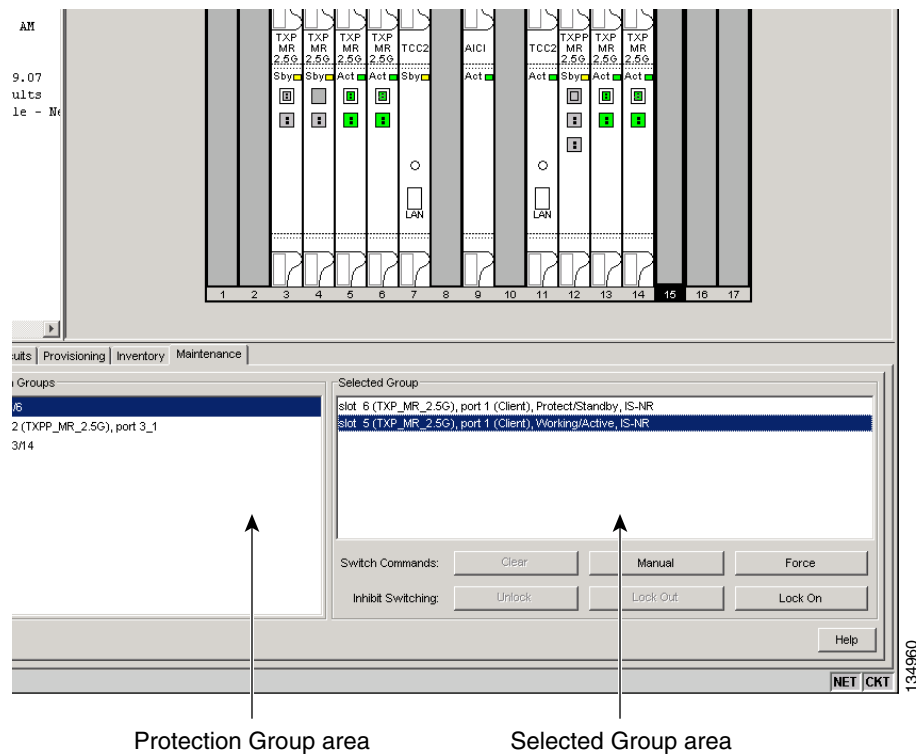 AM
9.07
ults
le - Ne
TXP MR 2.5G
TXP MR 2.5G
TXP MR 2.5G
TXP MR 2.5G
TCC2
AICI
TCC2
TXPP MR 2.5G
TXP MR 2.5G
TXP MR 2.5G
Sby Sby Act Act Sby Act Act Sby Act Act
LAN LAN
1 2 3 4 5 6 7 8 9 10 11 12 13 14 15 16 17
cuits Provisioning Inventory Maintenance
n Groups
Selected Group
/6
2 (TXPP_MR_2.5G), port 3_1
3/14
slot 6 (TXP_MR_2.5G), port 1 (Client), Protect/Standby, IS-NR
slot 5 (TXP_MR_2.5G), port 1 (Client), Working/Active, IS-NR
Switch Commands: Clear Manual Force
Inhibit Switching: Unlock Lock Out Lock On
Help
NET CKT
134960
Protection Group area
Selected Group area